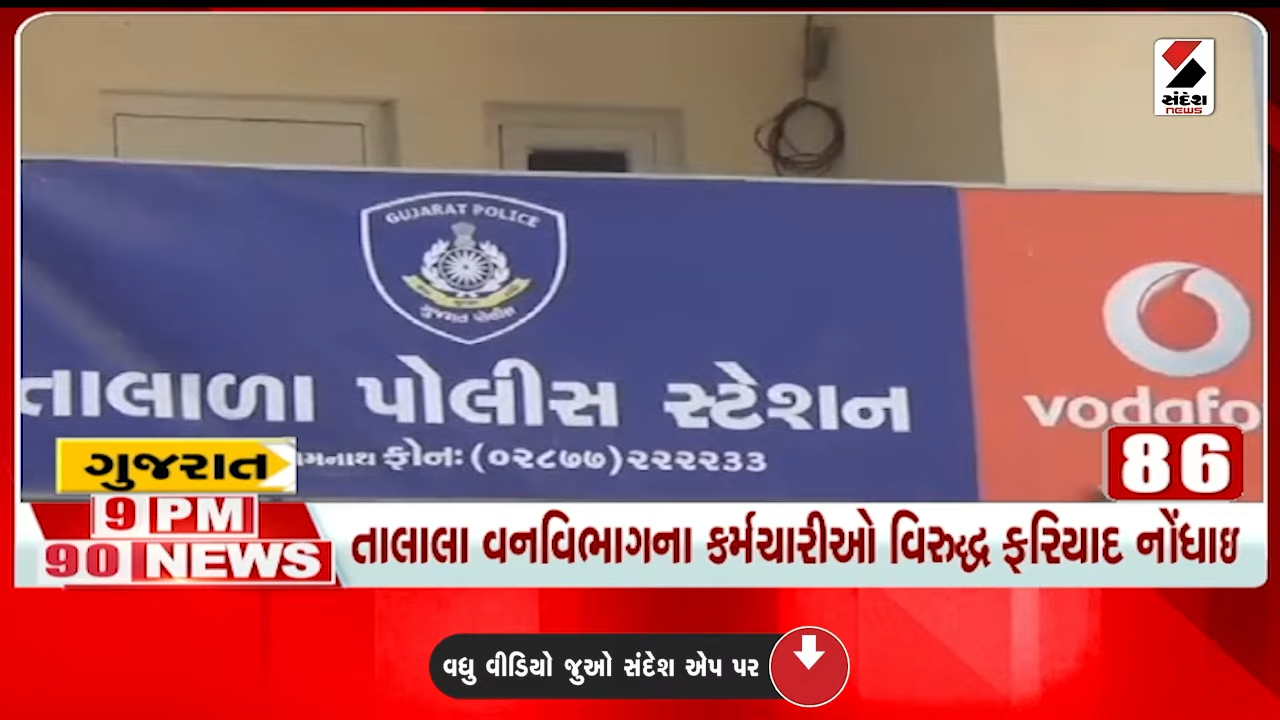 સંદેશ
NEWS
GUJARAT POLICE
ગુજરાત પોલીસ
તાલાળા પોલીસ સ્ટેશન
ફોનઃ (૦૨૮૭૭) ૨૨૨૨૩૩
vodafo
ગુજરાત
86
9 PM
90 NEWS
તાલાલા વનવિભાગના કર્મચારીઓ વિરુદ્ધ ફરિયાદ નોંધાઇ
વધુ વીડિયો જુઓ સંદેશ એપ પર